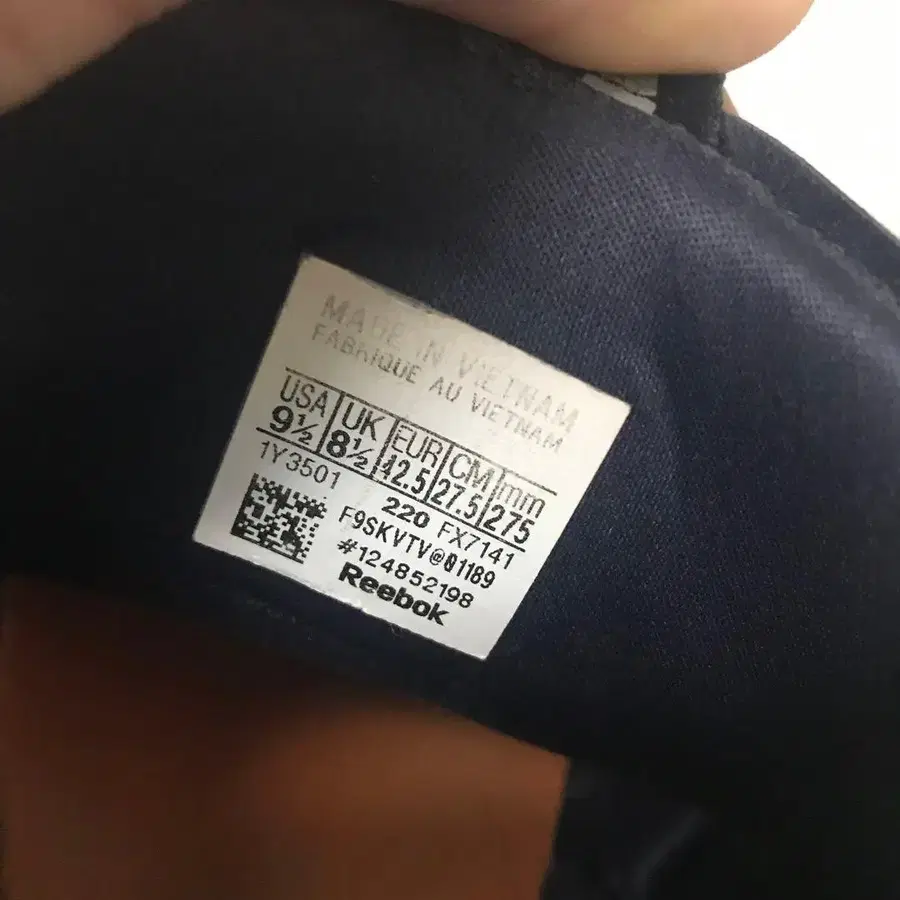 MADE IN VIETNAM
FABRIQUE AU VIETNAM
USA UK EUR CM mm
9½ 8½ 42.5 27.5 275
1Y3501 220 FX7141
F9SKVTV@01189
#124852198
Reebok